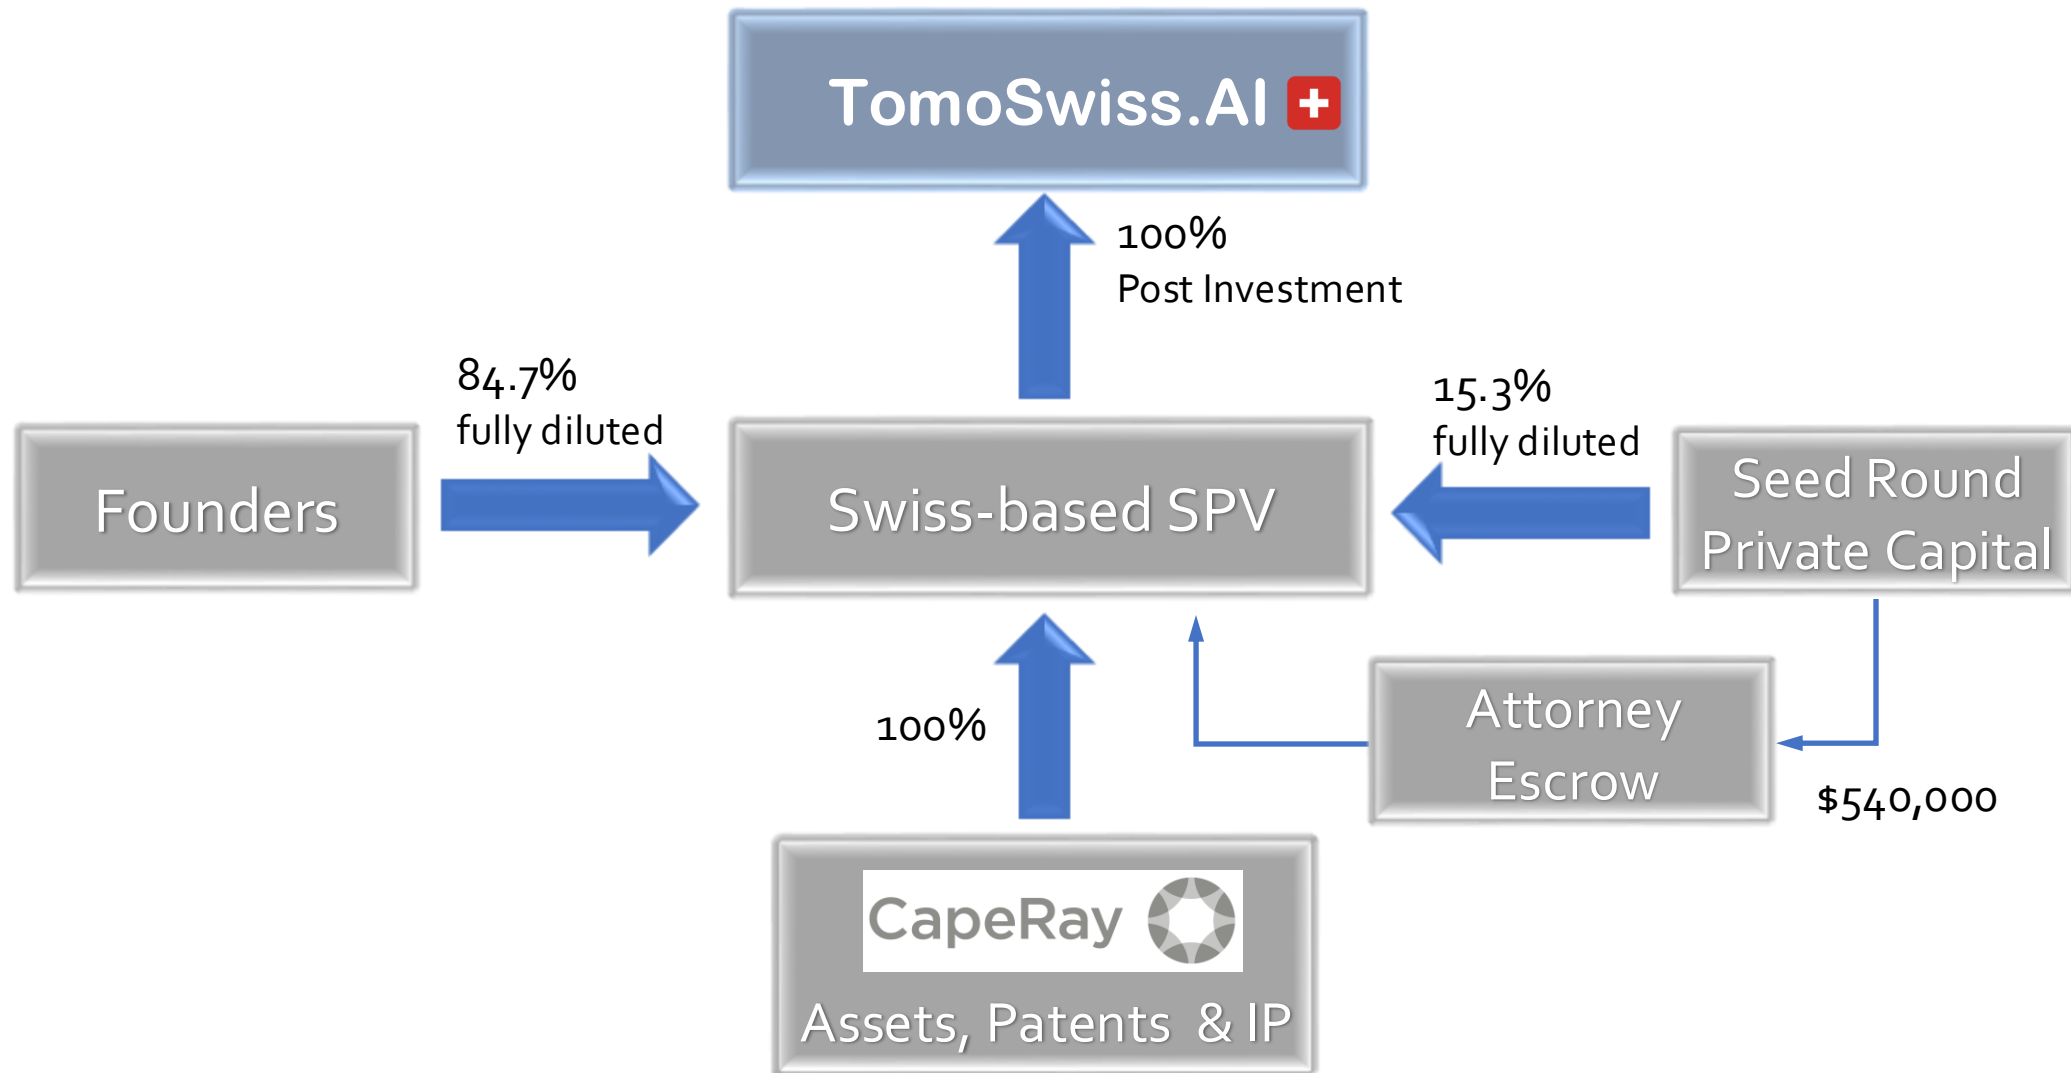 TomoSwiss.AI
100%
Post Investment
84.7%
fully diluted
15.3%
fully diluted
Founders
Swiss-based SPV
Seed Round
Private Capital
100%
Attorney
Escrow
$540,000
CapeRay
Assets, Patents & IP